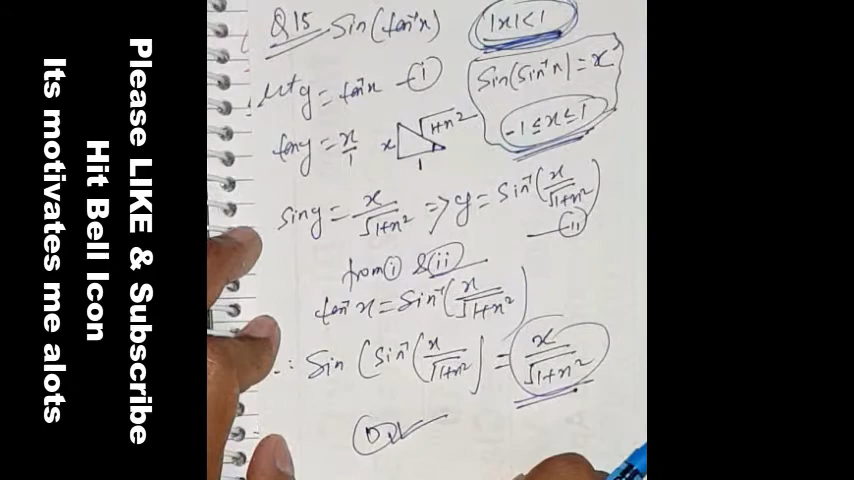 Please LIKE & Subscribe
Hit Bell Icon
Its motivates me alots
Q15 Sin(tan⁻¹x) |x|<1
Let y = tan⁻¹x – (i)
Sin(Sin⁻¹x) = x
-1 ≤ x ≤ 1
tany = x/1
x √1+x² 1
Siny = x/√1+x² => y = Sin⁻¹(x/√1+x²)
– (ii)
from (i) & (ii)
tan⁻¹x = Sin⁻¹(x/√1+x²)
∴ Sin(Sin⁻¹(x/√1+x²)) = x/√1+x²